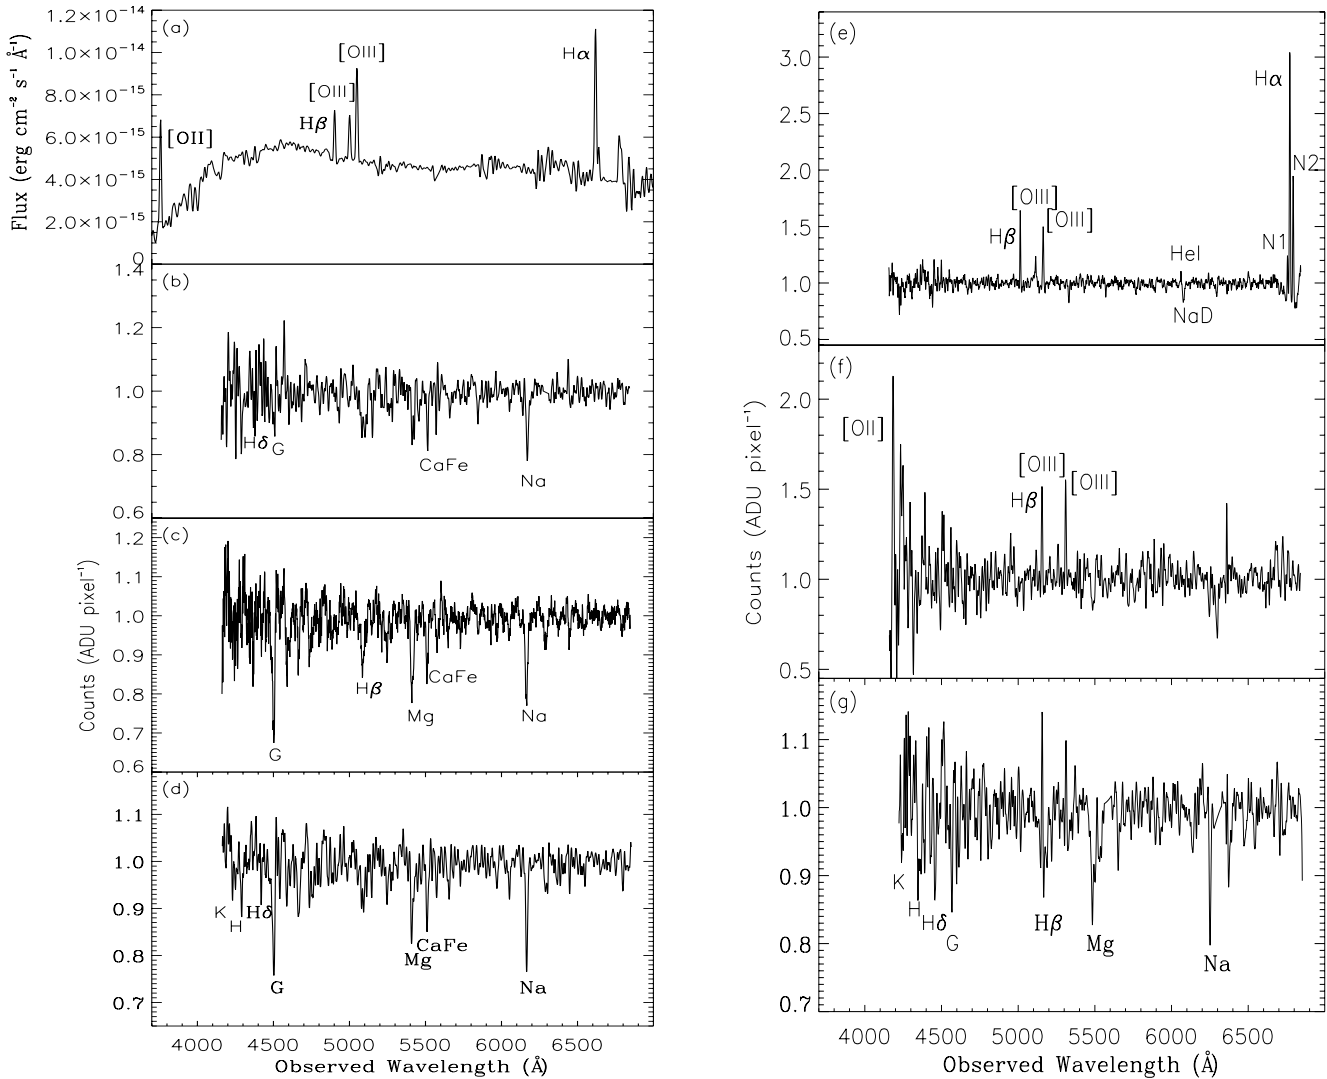 (a)
1.2×10⁻¹⁴
1.0×10⁻¹⁴
8.0×10⁻¹⁵
6.0×10⁻¹⁵
4.0×10⁻¹⁵
2.0×10⁻¹⁵
0
Flux (erg cm⁻² s⁻¹ Å⁻¹)
[OII]
Hβ
[OIII]
[OIII]
Hα
(b)
1.4
1.2
1.0
0.8
0.6
Hδ
G
CaFe
Na
(c)
1.2
1.1
1.0
0.9
0.8
0.7
0.6
Counts (ADU pixel⁻¹)
G
Hβ
Mg
CaFe
Na
(d)
1.1
1.0
0.9
0.8
0.7
K
H
Hδ
G
Mg
CaFe
Na
4000 4500 5000 5500 6000 6500
Observed Wavelength (Å)
(e)
3.0
2.5
2.0
1.5
1.0
0.5
Hβ
[OIII]
[OIII]
HeI
NaD
Hα
N1
N2
(f)
2.0
1.5
1.0
0.5
Counts (ADU pixel⁻¹)
[OII]
Hβ
[OIII]
[OIII]
(g)
1.1
1.0
0.9
0.8
0.7
K
H
Hδ
G
Hβ
Mg
Na
4000 4500 5000 5500 6000 6500
Observed Wavelength (Å)